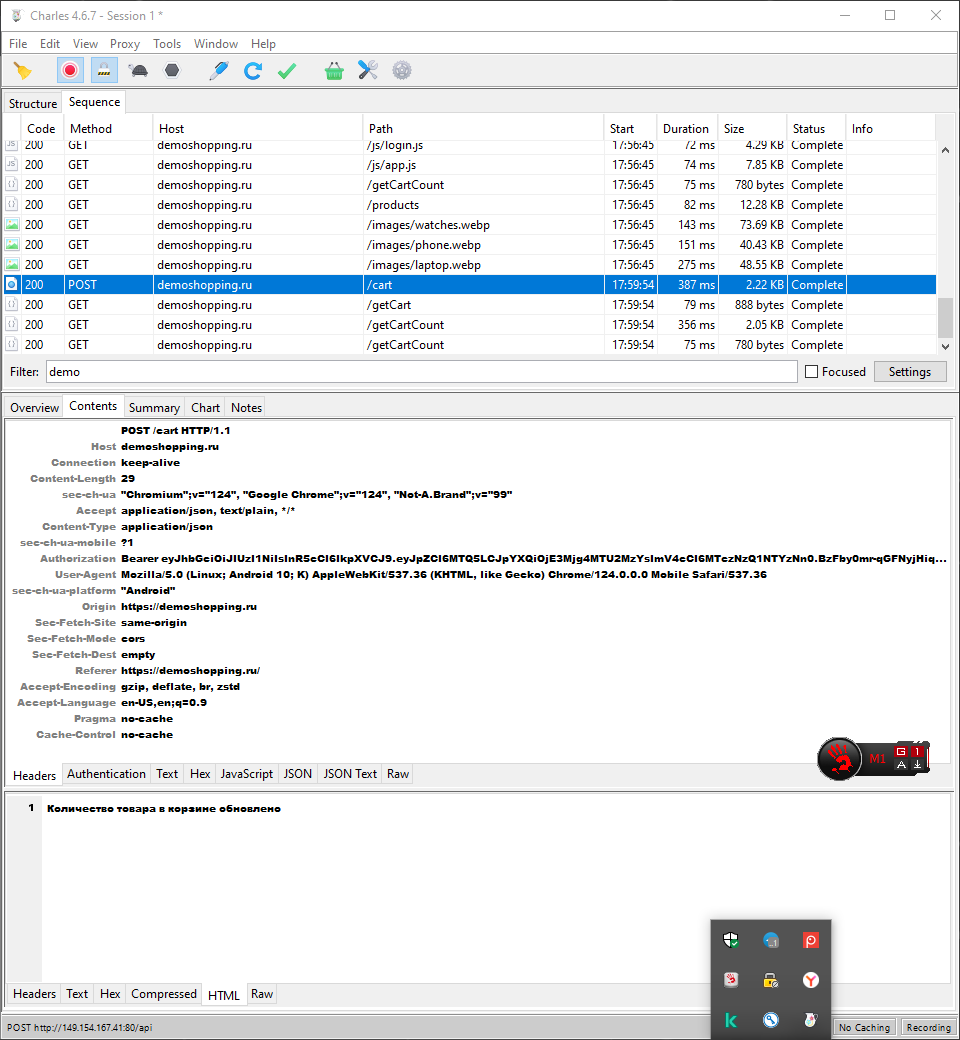 Charles 4.6.7 - Session 1 *
File Edit View Proxy Tools Window Help
Structure Sequence
Code Method Host Path Start Duration Size Status Info
200 GET demoshopping.ru /js/login.js 17:56:45 72 ms 4.29 KB Complete
200 GET demoshopping.ru /js/app.js 17:56:45 74 ms 7.85 KB Complete
200 GET demoshopping.ru /getCartCount 17:56:45 75 ms 780 bytes Complete
200 GET demoshopping.ru /products 17:56:45 82 ms 12.28 KB Complete
200 GET demoshopping.ru /images/watches.webp 17:56:45 143 ms 73.69 KB Complete
200 GET demoshopping.ru /images/phone.webp 17:56:45 151 ms 40.43 KB Complete
200 GET demoshopping.ru /images/laptop.webp 17:56:45 275 ms 48.55 KB Complete
200 POST demoshopping.ru /cart 17:59:54 387 ms 2.22 KB Complete
200 GET demoshopping.ru /getCart 17:59:54 79 ms 888 bytes Complete
200 GET demoshopping.ru /getCartCount 17:59:54 356 ms 2.05 KB Complete
200 GET demoshopping.ru /getCartCount 17:59:54 75 ms 780 bytes Complete
Filter: demo Focused Settings
Overview Contents Summary Chart Notes
POST /cart HTTP/1.1
Host demoshopping.ru
Connection keep-alive
Content-Length 29
sec-ch-ua "Chromium";v="124", "Google Chrome";v="124", "Not-A.Brand";v="99"
Accept application/json, text/plain, */*
Content-Type application/json
sec-ch-ua-mobile ?1
Authorization Bearer
User-Agent Mozilla/5.0 (Linux; Android 10; K) AppleWebKit/537.36 (KHTML, like Gecko) Chrome/124.0.0.0 Mobile Safari/537.36
sec-ch-ua-platform "Android"
Origin https://demoshopping.ru
Sec-Fetch-Site same-origin
Sec-Fetch-Mode cors
Sec-Fetch-Dest empty
Referer https://demoshopping.ru/
Accept-Encoding gzip, deflate, br, zstd
Accept-Language en-US,en;q=0.9
Pragma no-cache
Cache-Control no-cache
M1 G 1
A
Headers Authentication Text Hex JavaScript JSON JSON Text Raw
1 Количество товара в корзине обновлено
Headers Text Hex Compressed HTML Raw
POST http://149.154.167.41:80/api No Caching Recording